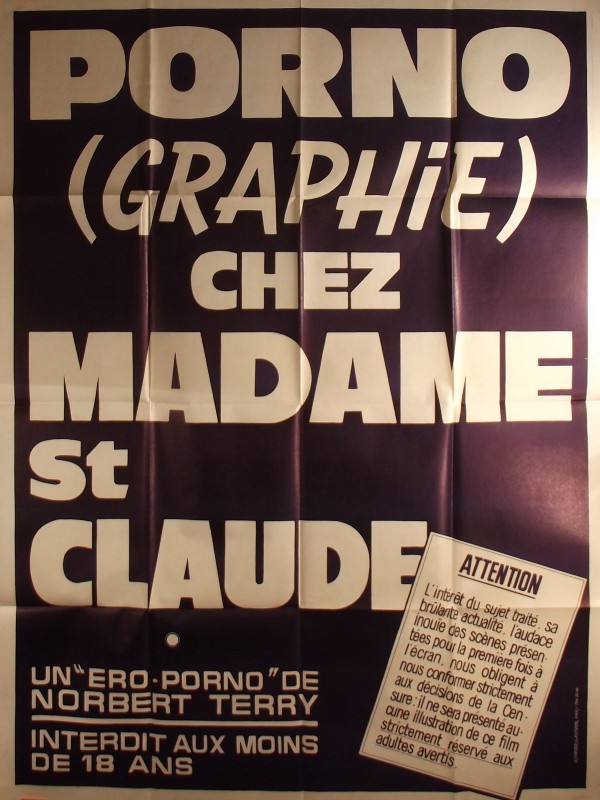 PORNO
(GRAPHiE)
CHEZ
MADAME
St
CLAUDE
ATTENTION
L'intérêt du sujet traité, sa
brûlante actualité, l'audace
inouïe des scènes présen-
tées pour la première fois à
l'écran, nous obligent à
nous conformer strictement
aux décisions de la Cen-
sure: il ne sera présenté au-
cune illustration de ce film
strictement réservé aux
adultes avertis.
UN "ERO-PORNO" DE
NORBERT TERRY
INTERDIT AUX MOINS
DE 18 ANS